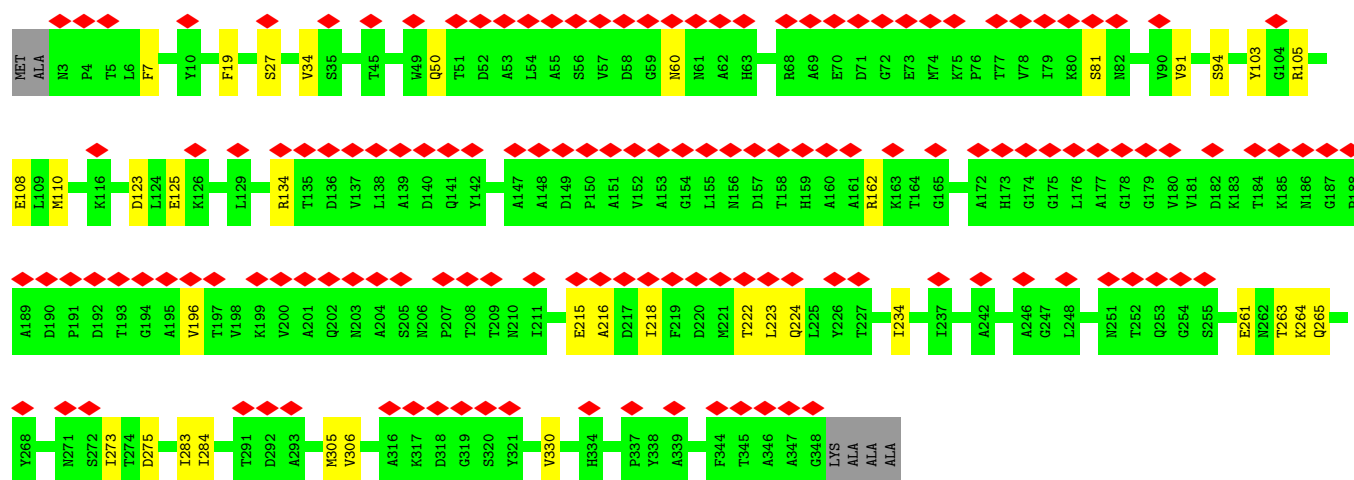 MET ALA N3 P4 T5 L6 F7 Y10 F19 S27 V34 S35 T45 W49 Q50 T51 D52 A53 L54 A55 S56 V57 D58 G59 N60 N61 A62 H63 R68 A69 E70 D71 G72 E73 M74 K75 P76 T77 V78 I79 K80 S81 N82 V90 V91 S94 Y103 G104 R105
E108 L109 M110 K116 D123 L124 E125 K126 L129 R134 T135 D136 V137 L138 A139 D140 Q141 Y142 A147 A148 D149 P150 A151 V152 A153 G154 L155 N156 D157 T158 H159 A160 A161 R162 K163 T164 G165 A172 H173 G174 G175 L176 A177 G178 G179 V180 V181 D182 K183 T184 K185 N186 G187 D188
A189 D190 P191 D192 T193 G194 A195 V196 T197 V198 K199 V200 A201 Q202 N203 A204 S205 N206 P207 T208 T209 N210 I211 E215 A216 D217 I218 F219 D220 M221 T222 L223 Q224 L225 Y226 T227 I234 I237 A242 A246 G247 L248 N251 T252 Q253 G254 S255 E261 N262 T263 K264 Q265
Y268 N271 S272 I273 T274 D275 I283 I284 T291 D292 A293 M305 V306 A316 K317 D318 G319 S320 Y321 V330 H334 P337 Y338 A339 F344 T345 A346 A347 G348 LYS ALA ALA ALA